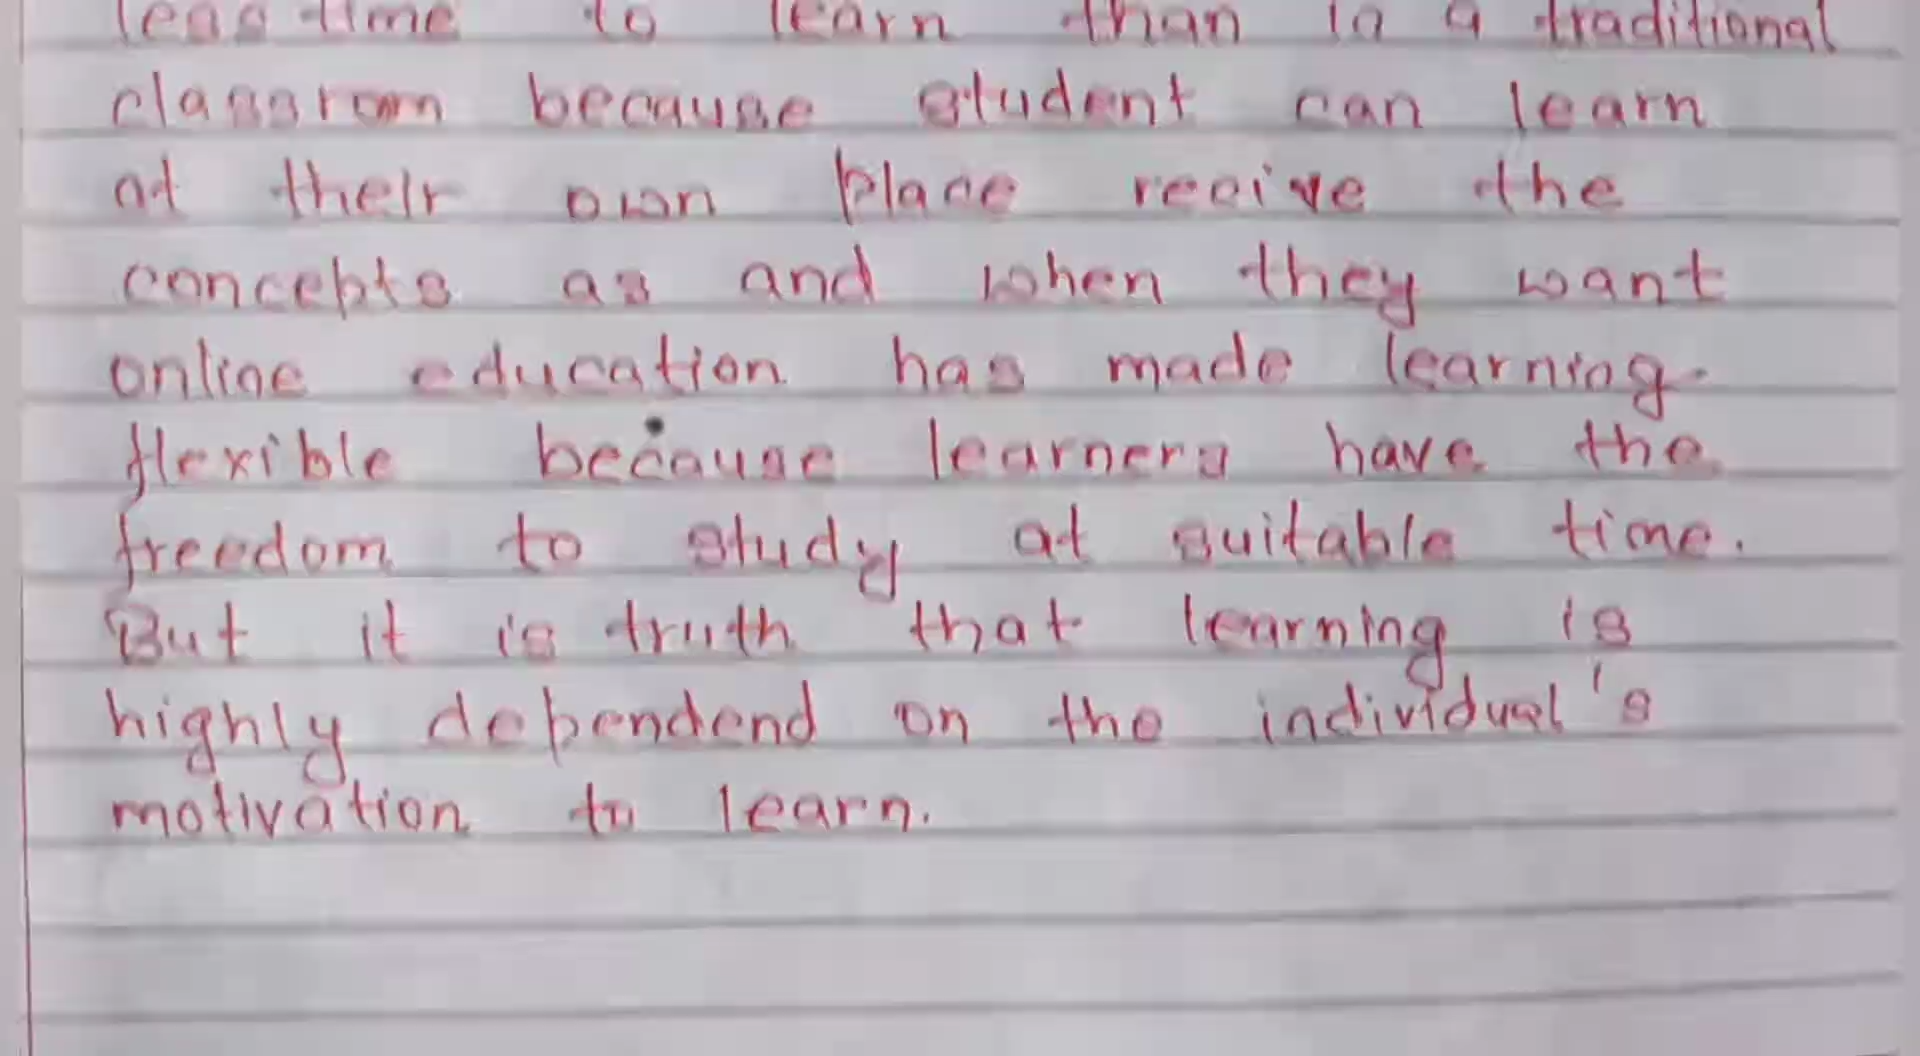 less time to learn than in a traditional
classrom because student can learn
at their own place recive the
concepts as and when they want
online education has made learning
flexible because learners have the
freedom to study at suitable time.
But it is truth that learning is
highly dependend on the individual's
motivation to learn.